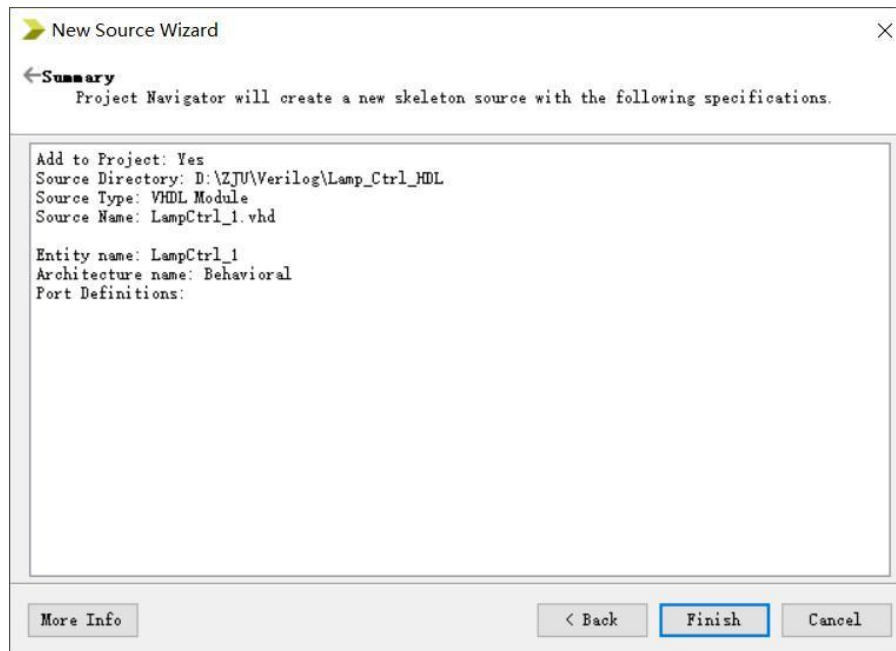 New Source Wizard
Summary
Project Navigator will create a new skeleton source with the following specifications.
Add to Project: Yes
Source Directory: D:\ZJU\Verilog\Lamp_Ctrl_HDL
Source Type: VHDL Module
Source Name: LampCtrl_1.vhd
Entity name: LampCtrl_1
Architecture name: Behavioral
Port Definitions:
More Info
< Back
Finish
Cancel